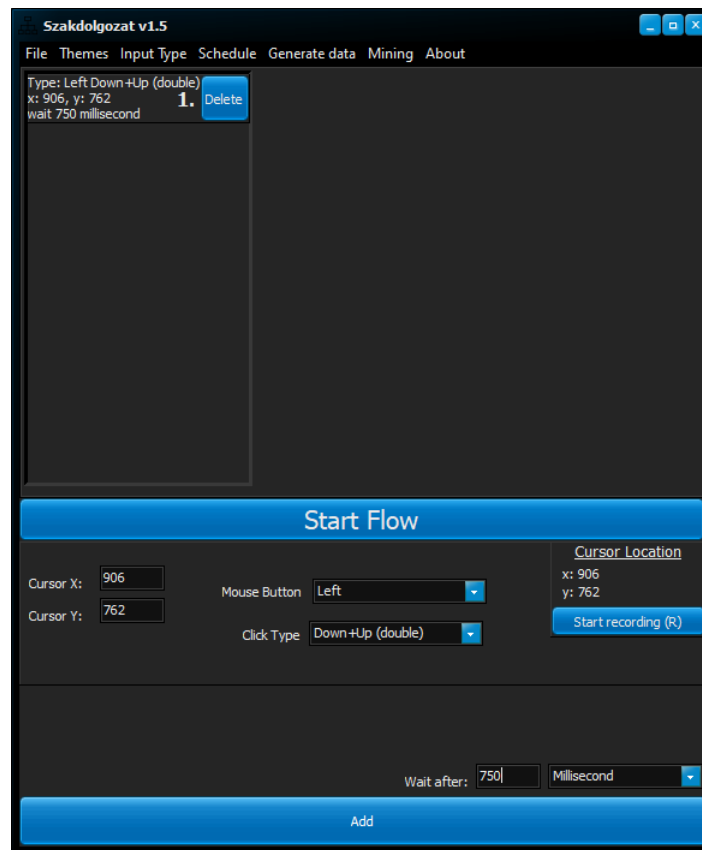 Szakdolgozat v1.5
File Themes Input Type Schedule Generate data Mining About
Type: Left Down+Up (double)
x: 906, y: 762
wait 750 millisecond
1.
Delete
Start Flow
Cursor X: 906
Cursor Y: 762
Mouse Button Left
Click Type Down+Up (double)
Cursor Location
x: 906
y: 762
Start recording (R)
Wait after: 750 Millisecond
Add